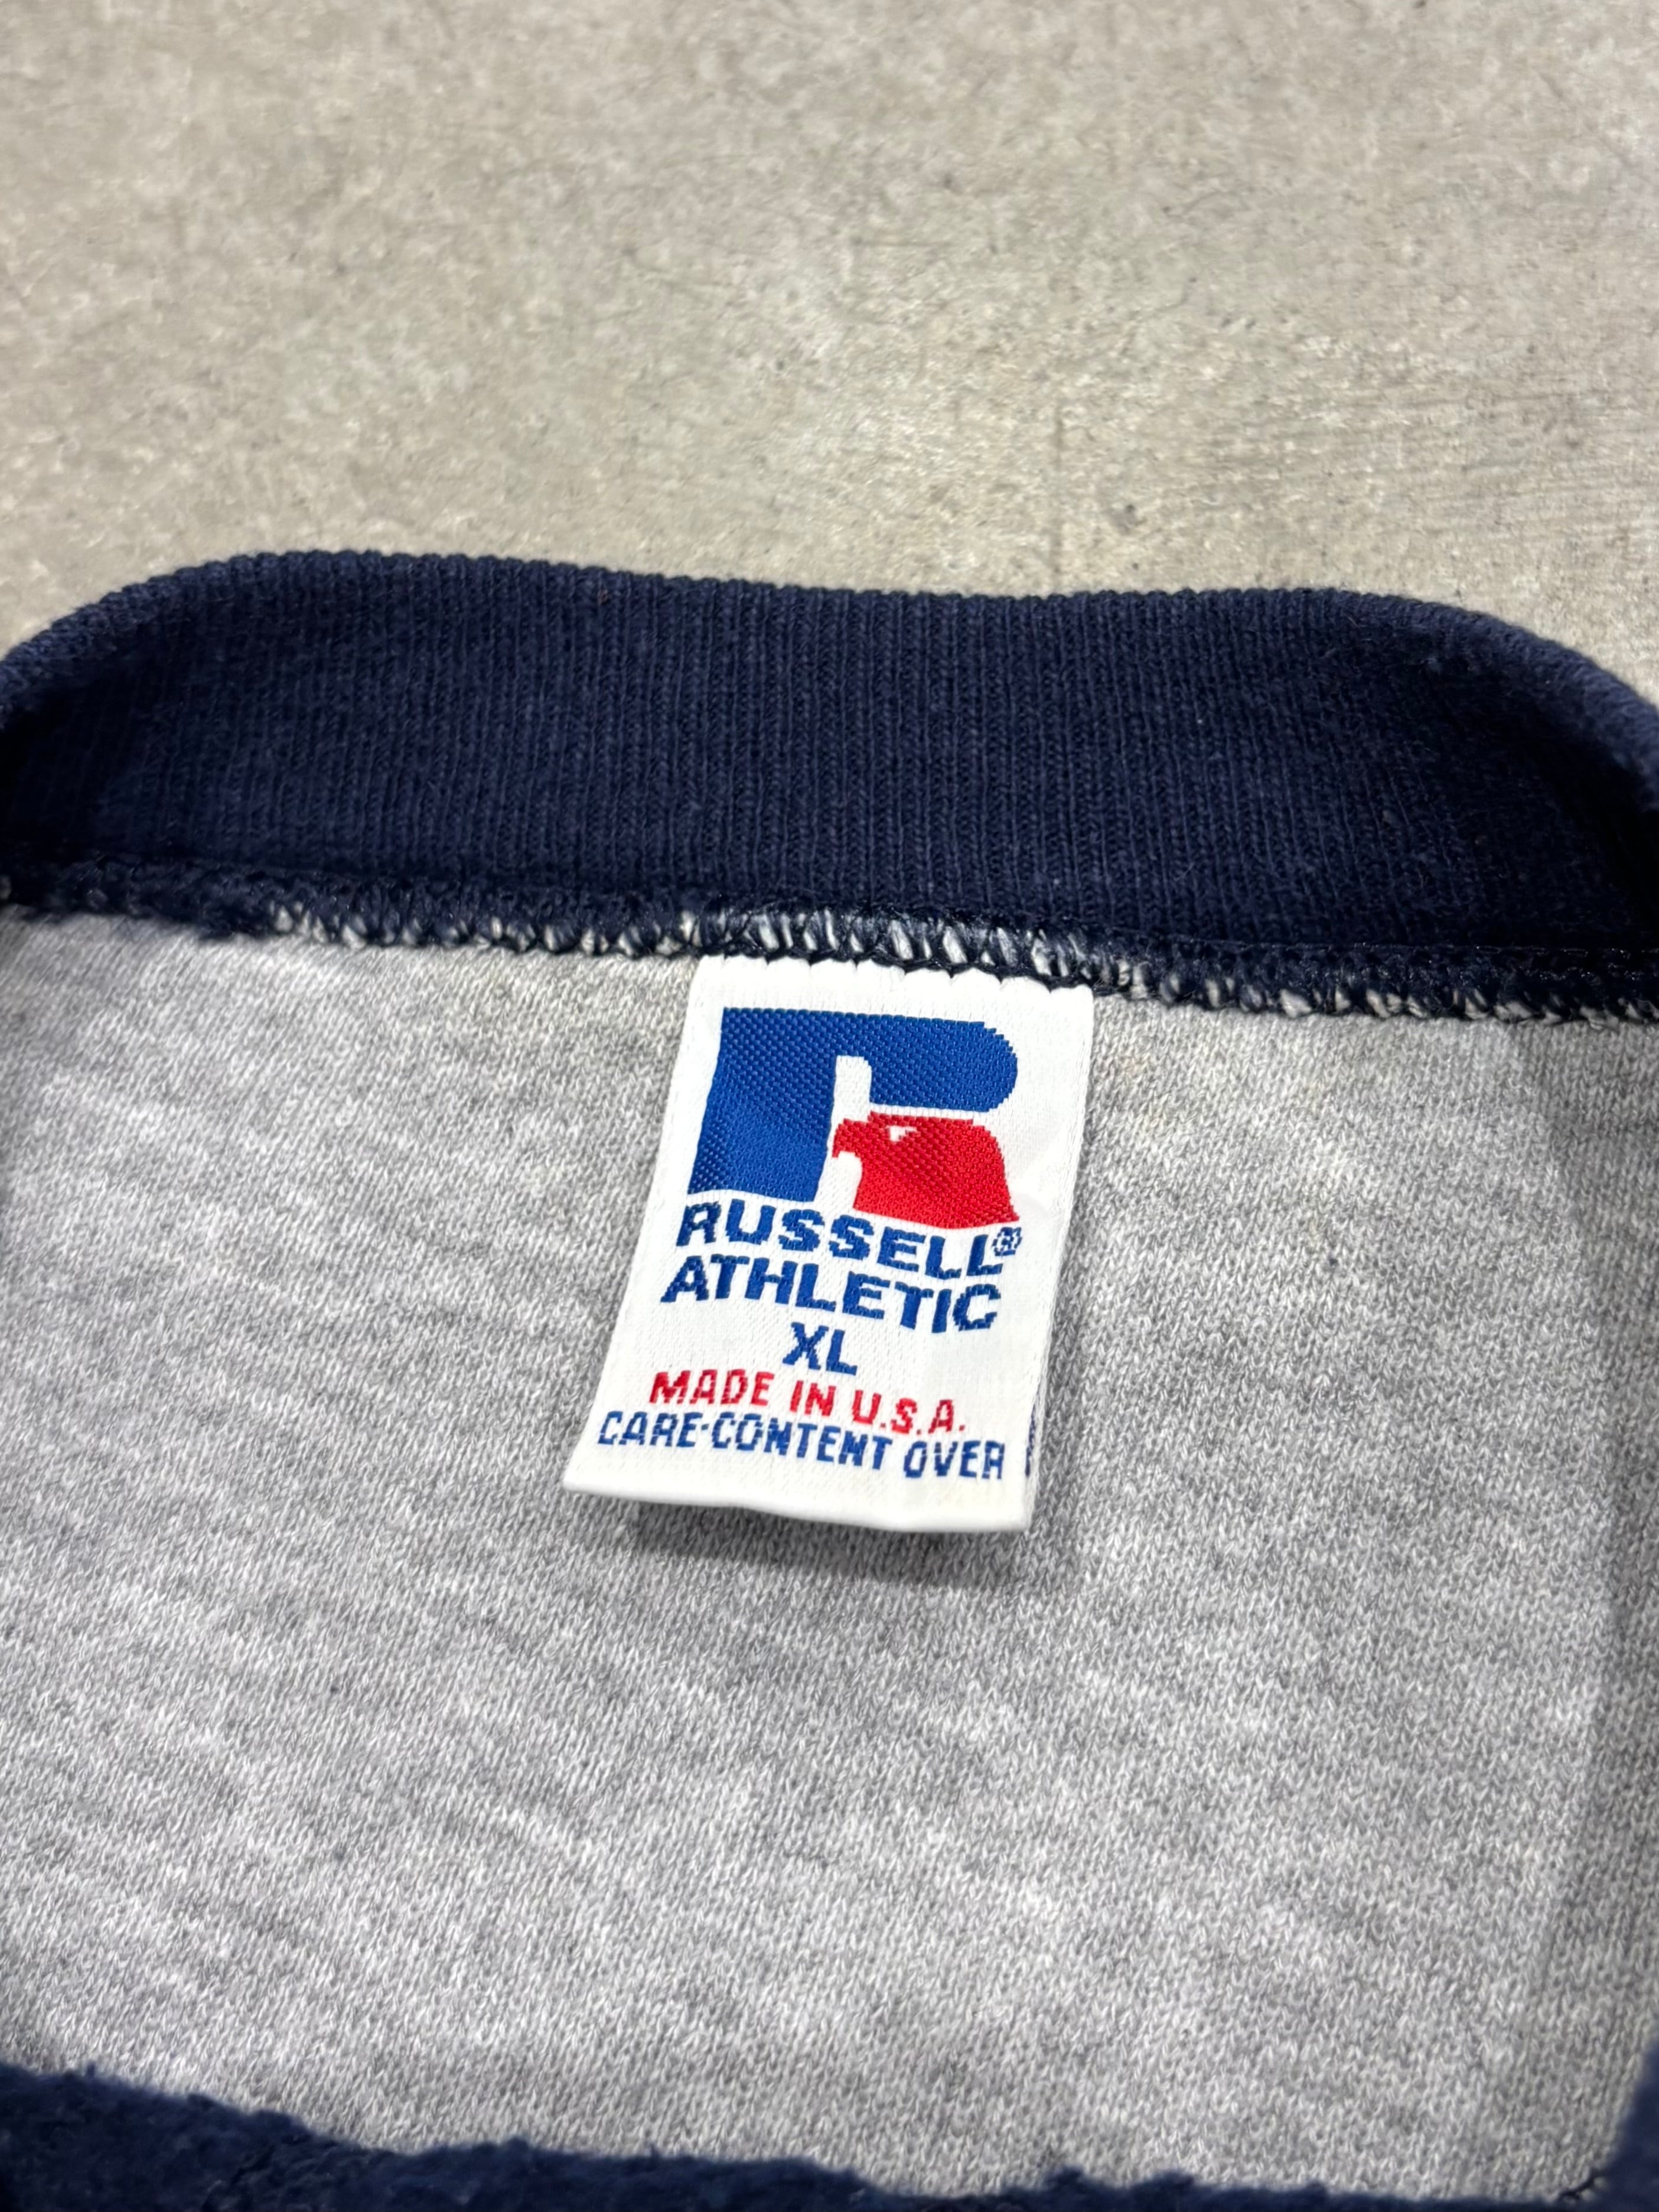 RUSSELL®
ATHLETIC
XL
MADE IN U.S.A.
CARE-CONTENT OVER